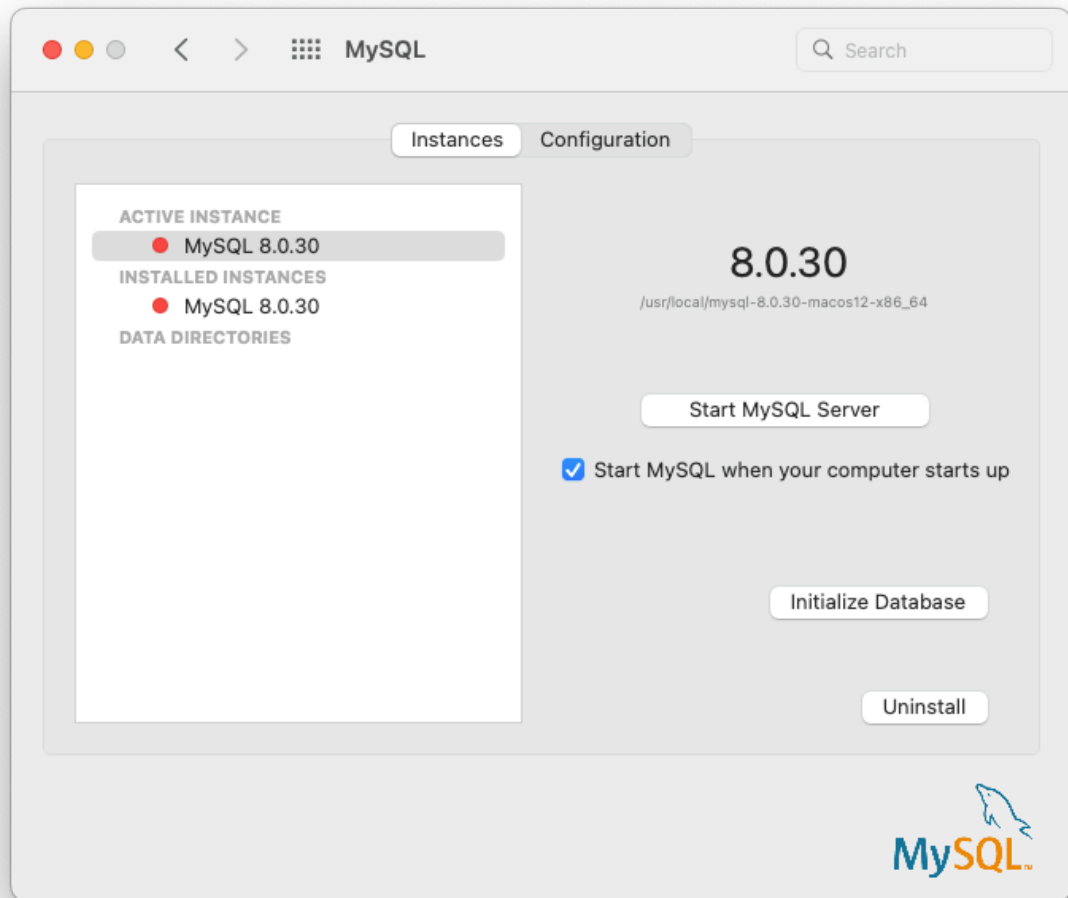 MySQL
Search
Instances
Configuration
ACTIVE INSTANCE
MySQL 8.0.30
INSTALLED INSTANCES
MySQL 8.0.30
DATA DIRECTORIES
8.0.30
/usr/local/mysql-8.0.30-macos12-x86_64
Start MySQL Server
Start MySQL when your computer starts up
Initialize Database
Uninstall
MySQL™